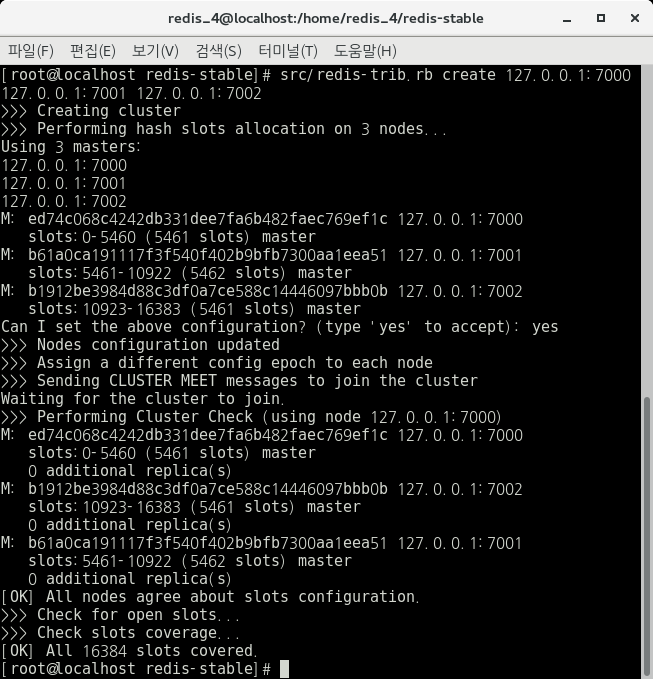 redis_4@localhost:/home/redis_4/redis-stable
파일(F) 편집(E) 보기(V) 검색(S) 터미널(T) 도움말(H)
[root@localhost redis-stable]# src/redis-trib.rb create 127.0.0.1:7000
127.0.0.1:7001 127.0.0.1:7002
>>> Creating cluster
>>> Performing hash slots allocation on 3 nodes...
Using 3 masters:
127.0.0.1:7000
127.0.0.1:7001
127.0.0.1:7002
M: ed74c068c4242db331dee7fa6b482faec769ef1c 127.0.0.1:7000
   slots:0-5460 (5461 slots) master
M: b61a0ca191117f3f540f402b9bfb7300aa1eea51 127.0.0.1:7001
   slots:5461-10922 (5462 slots) master
M: b1912be3984d88c3df0a7ce588c14446097bbb0b 127.0.0.1:7002
   slots:10923-16383 (5461 slots) master
Can I set the above configuration? (type 'yes' to accept): yes
>>> Nodes configuration updated
>>> Assign a different config epoch to each node
>>> Sending CLUSTER MEET messages to join the cluster
Waiting for the cluster to join.
>>> Performing Cluster Check (using node 127.0.0.1:7000)
M: ed74c068c4242db331dee7fa6b482faec769ef1c 127.0.0.1:7000
   slots:0-5460 (5461 slots) master
   0 additional replica(s)
M: b1912be3984d88c3df0a7ce588c14446097bbb0b 127.0.0.1:7002
   slots:10923-16383 (5461 slots) master
   0 additional replica(s)
M: b61a0ca191117f3f540f402b9bfb7300aa1eea51 127.0.0.1:7001
   slots:5461-10922 (5462 slots) master
   0 additional replica(s)
[OK] All nodes agree about slots configuration.
>>> Check for open slots...
>>> Check slots coverage...
[OK] All 16384 slots covered.
[root@localhost redis-stable]#